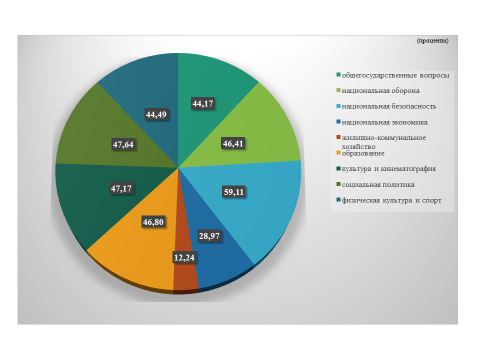 (проценты)
44,17
46,41
59,11
28,97
12,24
46,80
47,17
47,64
44,49
общегосударственные вопросы
национальная оборона
национальная безопасность
национальная экономика
жилищно-коммунальное
хозяйство
образование
культура и кинематография
социальная политика
физическая культура и спорт